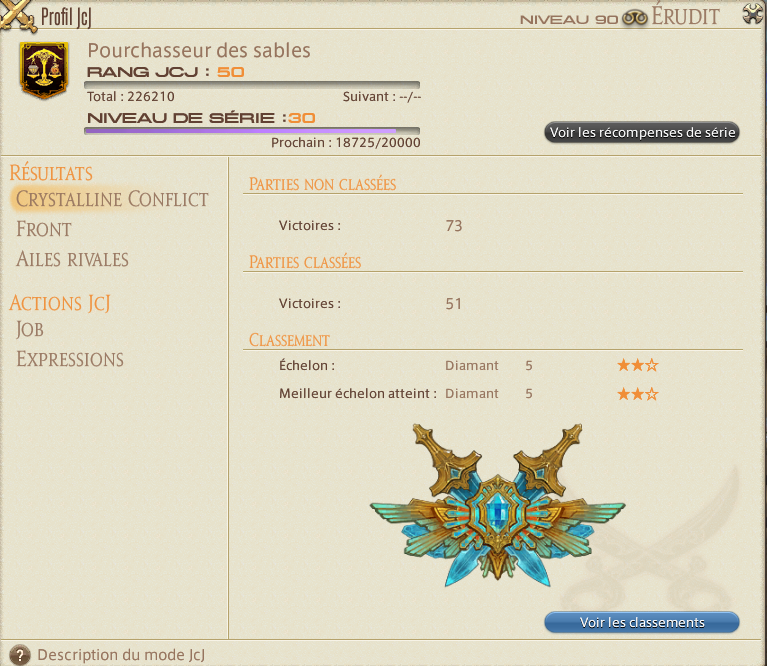 Profil JcJ
NIVEAU 90 ÉRUDIT
Pourchasseur des sables
RANG JCJ : 50
Total : 226210 Suivant : --/--
NIVEAU DE SÉRIE :30
Prochain : 18725/20000
Voir les récompenses de série
RÉSULTATS
CRYSTALLINE CONFLICT
FRONT
AILES RIVALES
ACTIONS JCJ
JOB
EXPRESSIONS
PARTIES NON CLASSÉES
Victoires : 73
PARTIES CLASSÉES
Victoires : 51
CLASSEMENT
Échelon : Diamant 5 ★★☆
Meilleur échelon atteint : Diamant 5 ★★☆
Voir les classements
? Description du mode JcJ